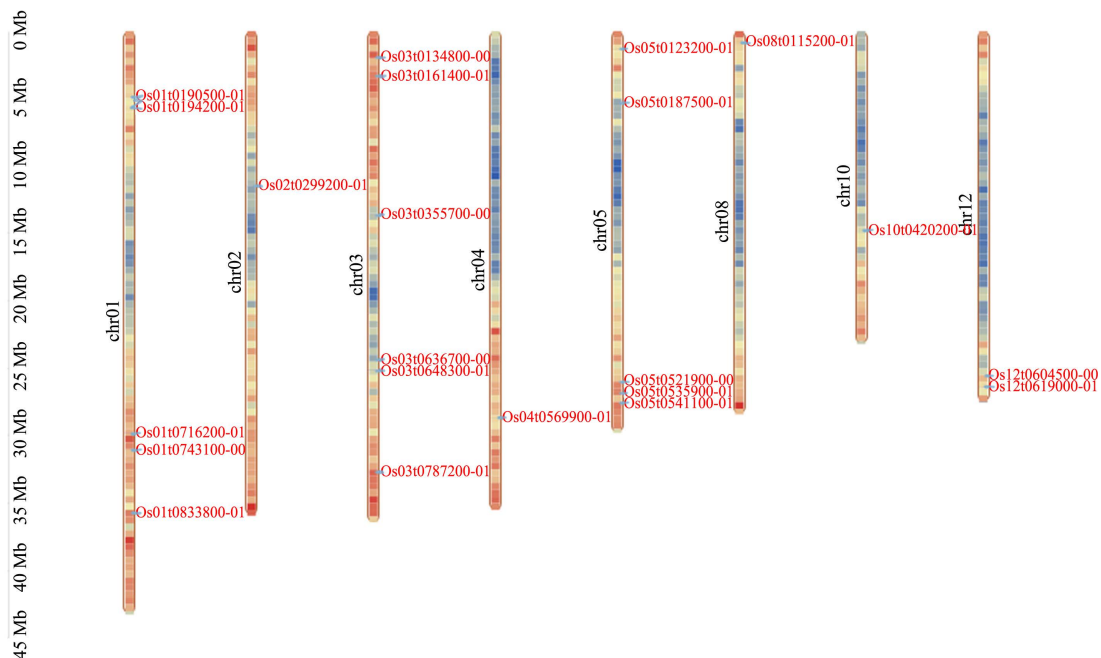 0 Mb
5 Mb
10 Mb
15 Mb
20 Mb
25 Mb
30 Mb
35 Mb
40 Mb
45 Mb
chr01
Os01t0190500-01
Os01t0194200-01
Os01t0716200-01
Os01t0743100-00
Os01t0833800-01
chr02
Os02t0299200-01
chr03
Os03t0134800-00
Os03t0161400-01
Os03t0355700-00
Os03t0636700-00
Os03t0648300-01
Os03t0787200-01
chr04
Os04t0569900-01
chr05
Os05t0123200-01
Os05t0187500-01
Os05t0521900-00
Os05t0535900-01
Os05t0541100-01
chr08
Os08t0115200-01
chr10
Os10t0420200-01
chr12
Os12t0604500-00
Os12t0619000-01